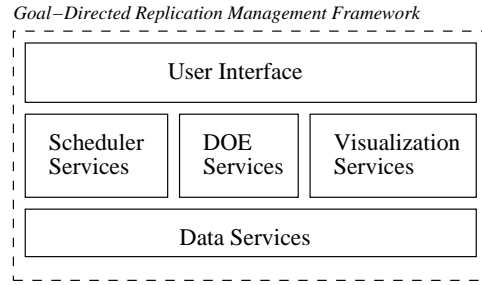 Goal–Directed Replication Management Framework
User Interface
Scheduler
Services
DOE
Services
Visualization
Services
Data Services